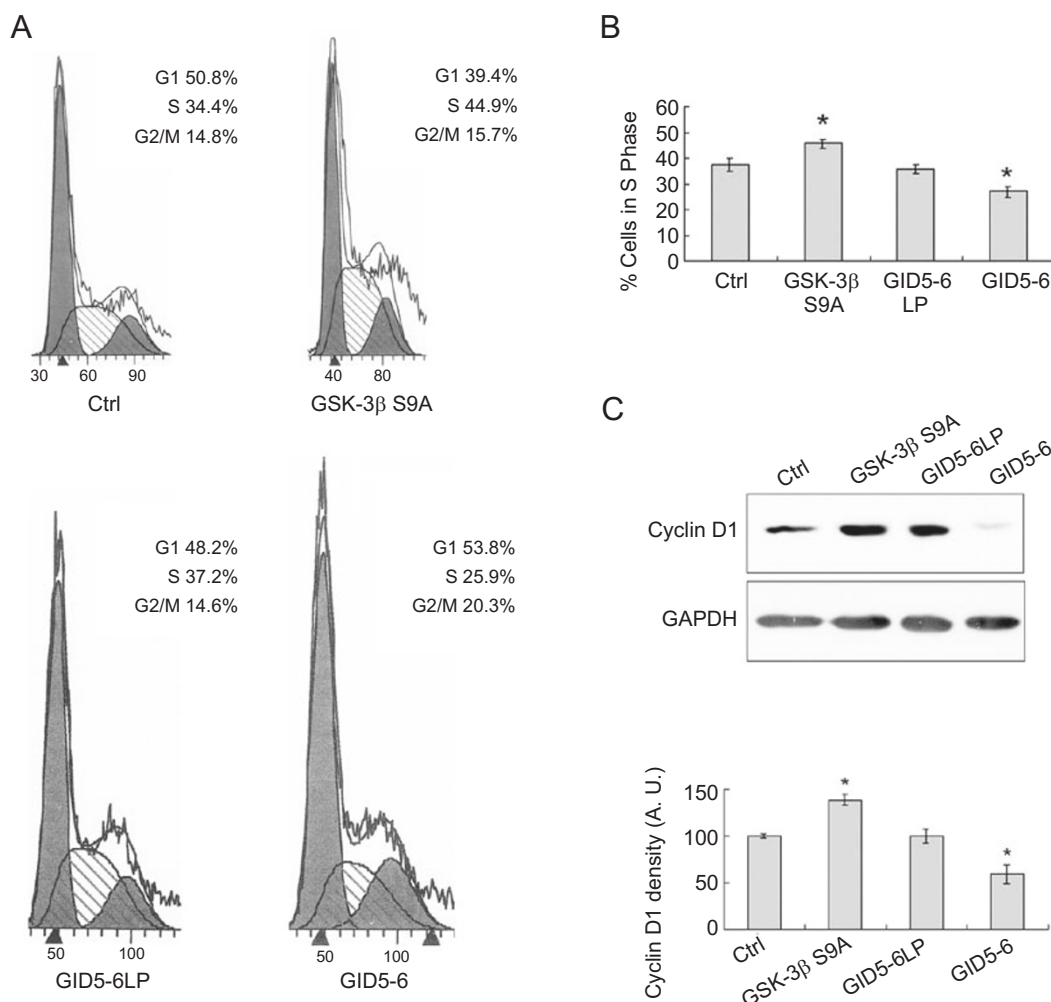 A
G1 50.8%
S 34.4%
G2/M 14.8%
30 60 90
Ctrl
G1 39.4%
S 44.9%
G2/M 15.7%
40 80
GSK-3β S9A
G1 48.2%
S 37.2%
G2/M 14.6%
50 100
GID5-6LP
G1 53.8%
S 25.9%
G2/M 20.3%
50 100
GID5-6
B
% Cells in S Phase
60
50
40
30
20
10
0
* *
Ctrl GSK-3β GID5-6 GID5-6
S9A LP
C
Ctrl GSK-3β S9A GID5-6LP GID5-6
Cyclin D1
GAPDH
Cyclin D1 density (A. U.)
150
100
50
0
* *
Ctrl GSK-3β S9A GID5-6LP GID5-6